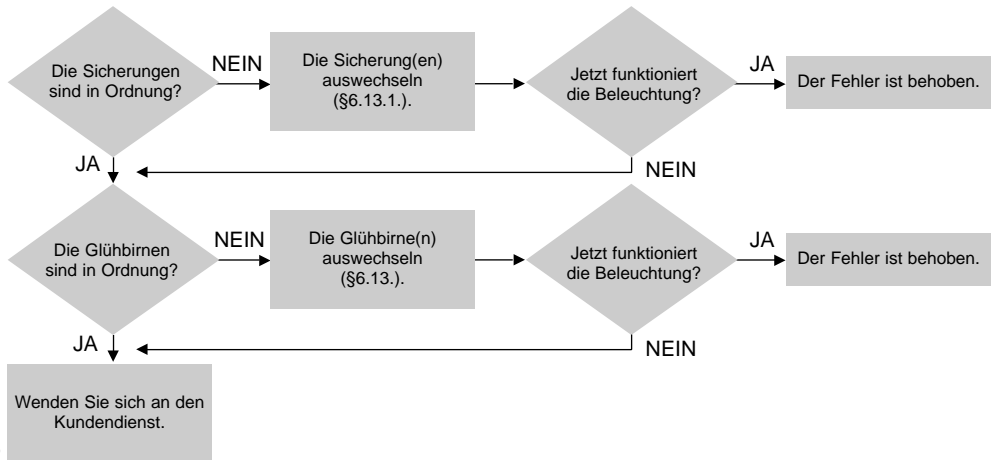 Die Sicherungen
sind in Ordnung?
NEIN
Die Sicherung(en)
auswechseln
(§6.13.1.).
Jetzt funktioniert
die Beleuchtung?
JA
Der Fehler ist behoben.
JA
NEIN
Die Glühbirnen
sind in Ordnung?
NEIN
Die Glühbirne(n)
auswechseln
(§6.13.).
Jetzt funktioniert
die Beleuchtung?
JA
Der Fehler ist behoben.
JA
NEIN
Wenden Sie sich an den
Kundendienst.